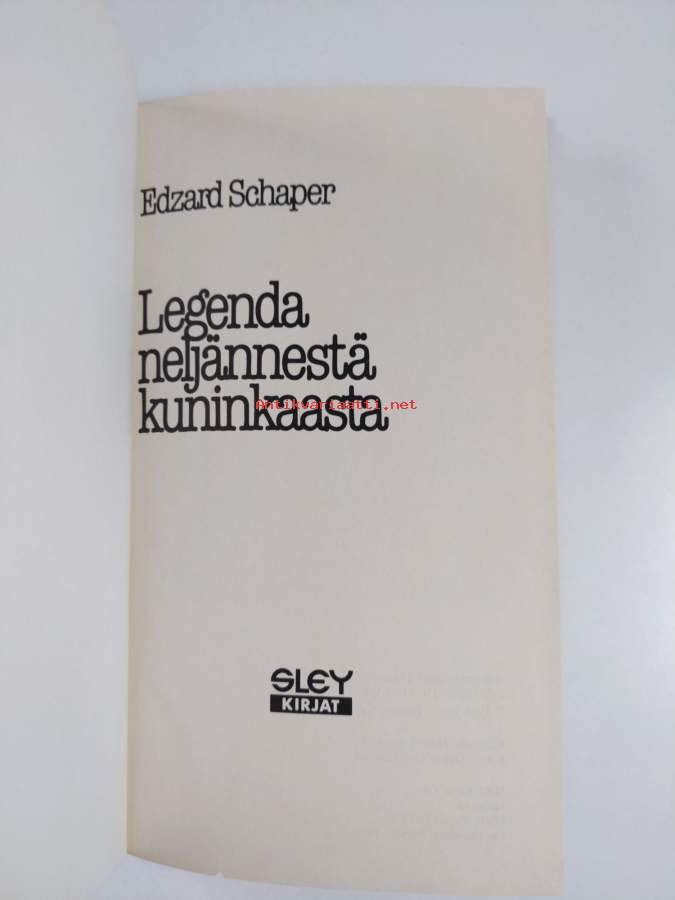 Edzard Schaper
Legenda
neljännestä
kuninkaasta
Antikvariaatti.net
SLEY
KIRJAT